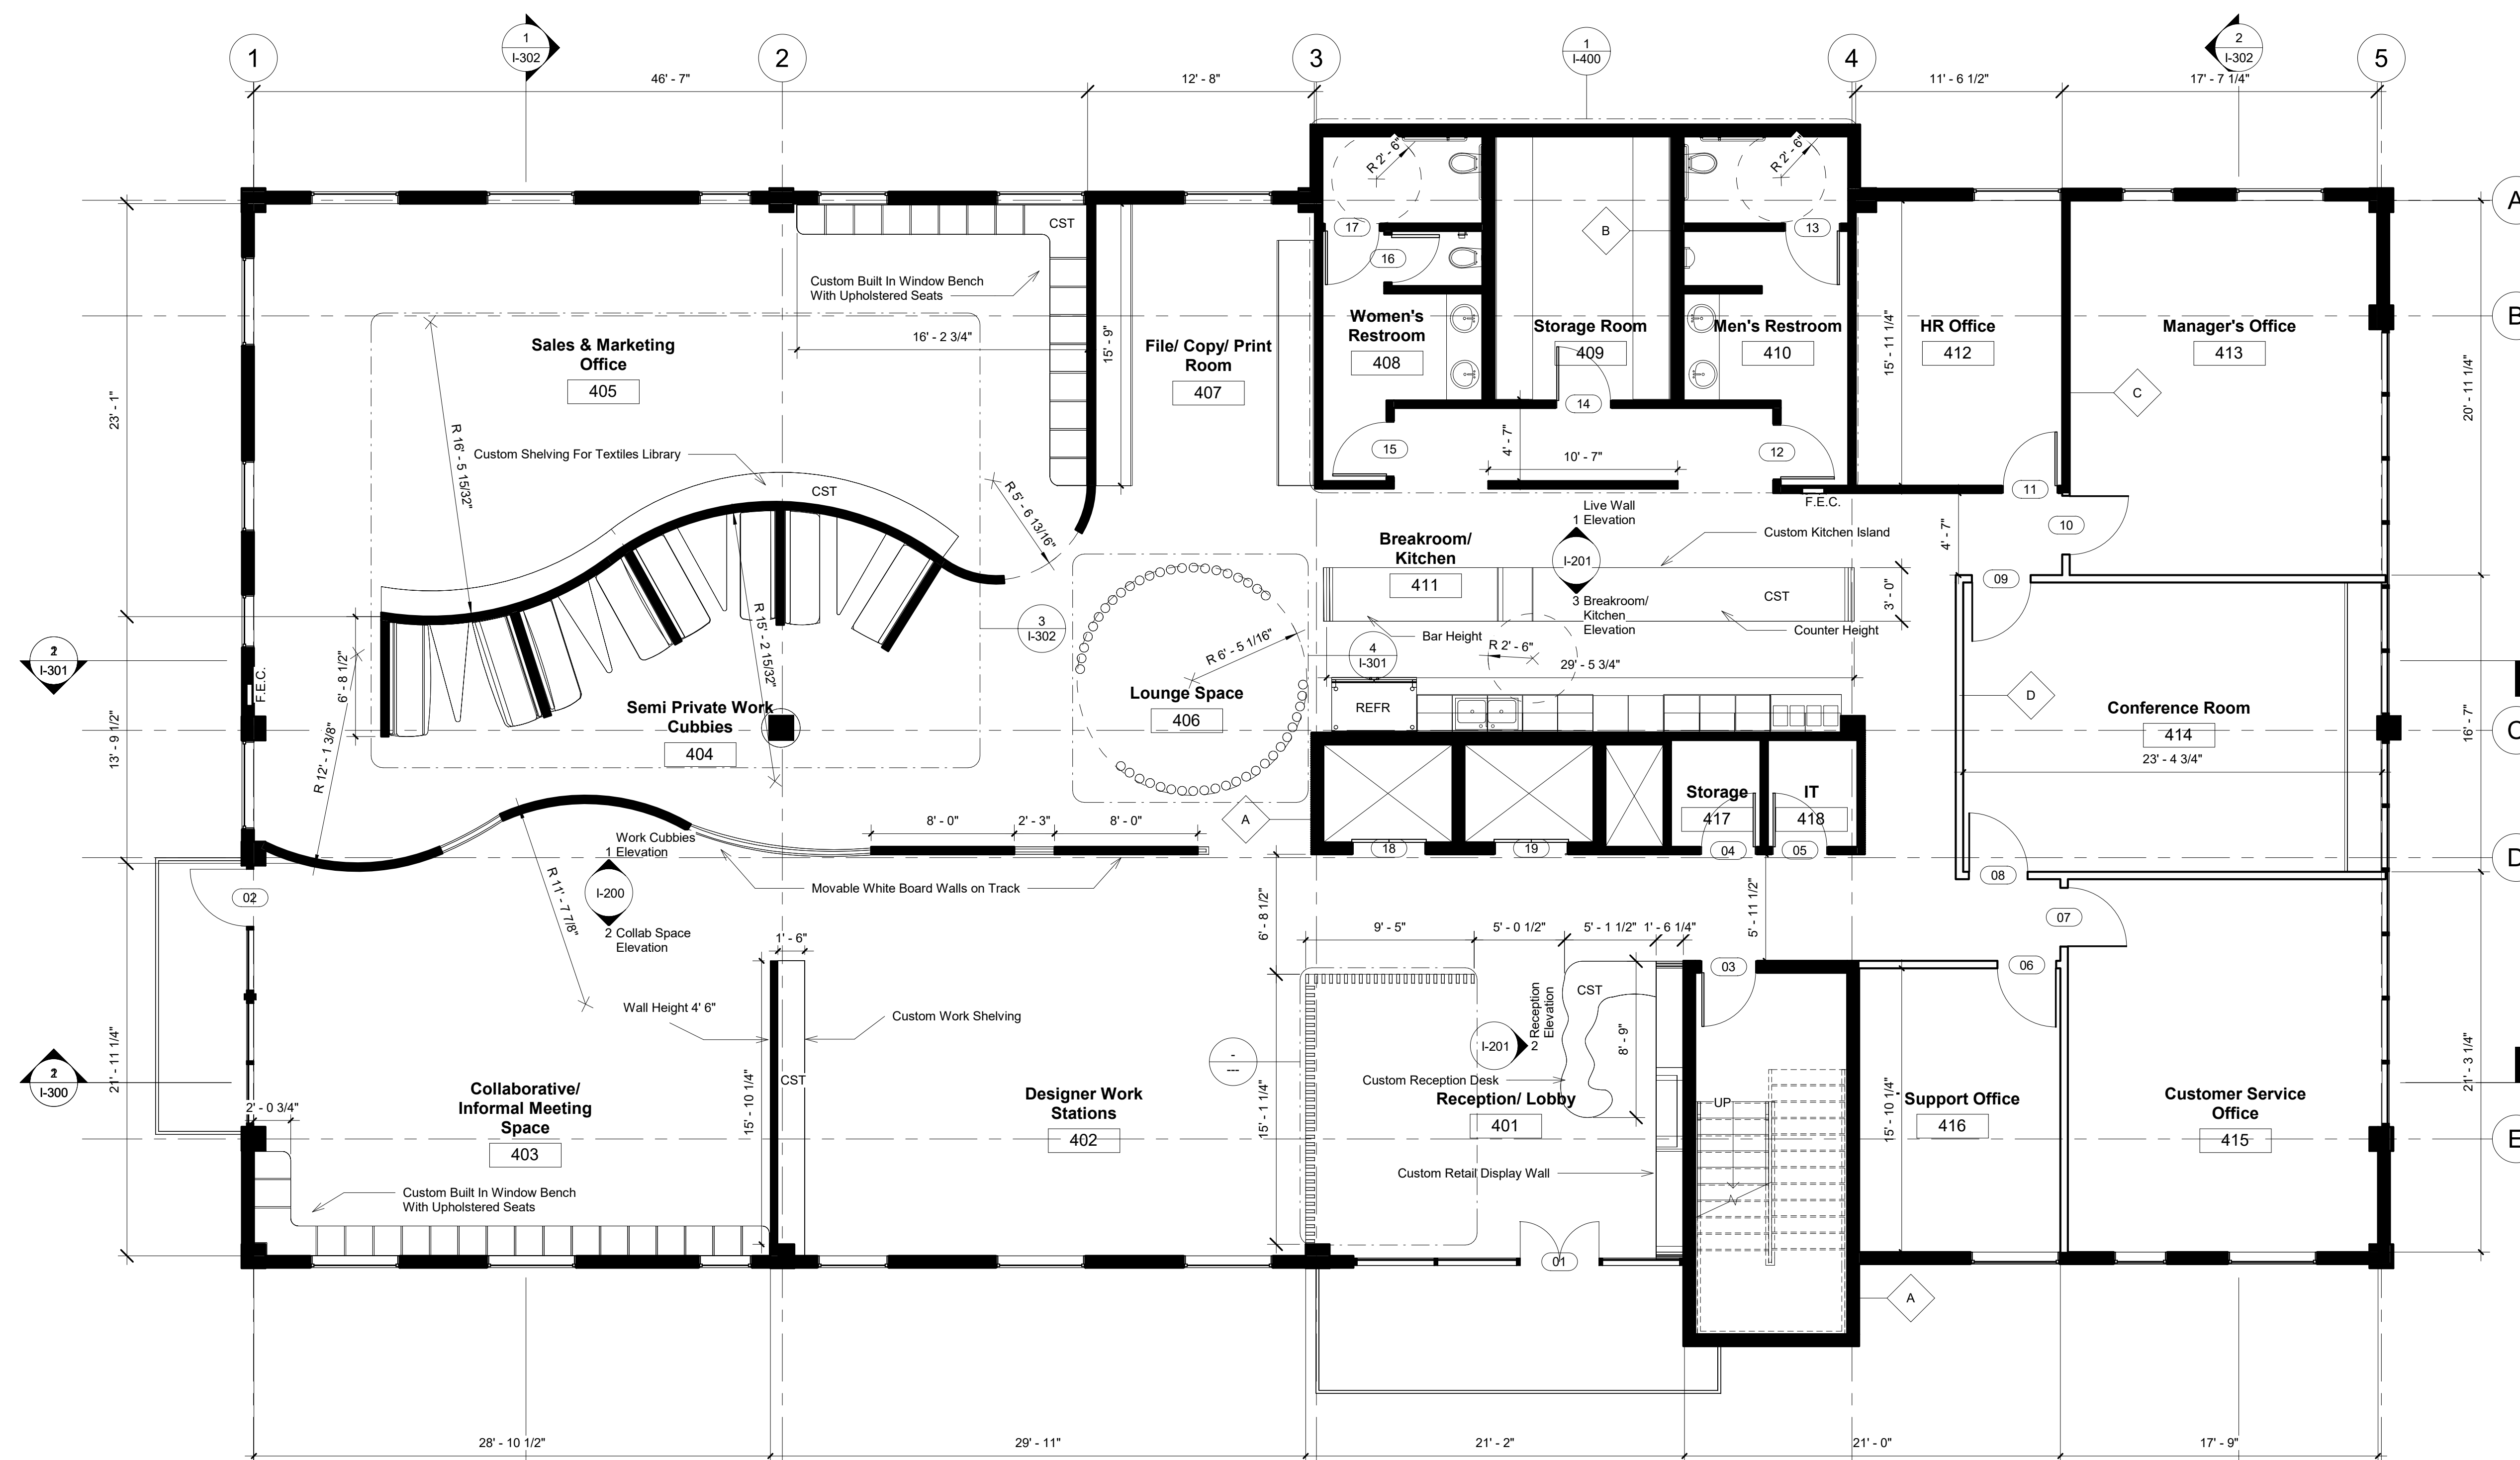 1
I-302
1
I-400
2
I-302
1
2
3
4
5
46' - 7"
12' - 8"
11' - 6 1/2"
17' - 7 1/4"
R 2' - 6"
R 2' - 6"
A
17
16
13
B
CST
Custom Built In Window Bench
With Upholstered Seats
16' - 2 3/4"
15' - 9"
Sales & Marketing
Office
405
File/ Copy/ Print
Room
407
Women's
Restroom
408
Storage Room
409
Men's Restroom
410
HR Office
412
Manager's Office
413
B
15' - 11 1/4"
20' - 11 1/4"
C
23' - 1"
R 16' - 5 15/32"
Custom Shelving For Textiles Library
CST
R 5' - 6 13/16"
14
15
12
4' - 7"
10' - 7"
11
10
F.E.C.
4' - 7"
Live Wall
1 Elevation
I-201
3 Breakroom/
Kitchen
Elevation
Custom Kitchen Island
Breakroom/
Kitchen
411
CST
3' - 0"
Bar Height
Counter Height
R 2' - 6"
29' - 5 3/4"
09
3
I-302
4
I-301
R 6' - 5 1/16"
Lounge Space
406
REFR
I-301
F.E.C.
6' - 8 1/2"
R 15' - 2 15/32"
Semi Private Work
Cubbies
404
13' - 9 1/2"
R 12' - 1 3/8"
D
Conference Room
414
23' - 4 3/4"
16' - 7"
C
Storage
417
IT
418
A
18
19
04
05
8' - 0"
2' - 3"
8' - 0"
Work Cubbies
1 Elevation
I-200
2 Collab Space
Elevation
Movable White Board Walls on Track
R 11' - 7 7/8"
02
08
07
D
6' - 8 1/2"
9' - 5"
5' - 0 1/2"
5' - 1 1/2"
1' - 6 1/4"
5' - 11 1/2"
1' - 6"
03
06
Wall Height 4' 6"
Custom Work Shelving
CST
15' - 10 1/4"
CST
Reception
Elevation
I-201
2
8' - 9"
-
---
Custom Reception Desk
Reception/ Lobby
401
15' - 1 1/4"
Custom Retail Display Wall
UP
I-300
21' - 11 1/4"
2' - 0 3/4"
Collaborative/
Informal Meeting
Space
403
Designer Work
Stations
402
Support Office
416
15' - 10 1/4"
Customer Service
Office
415
21' - 3 1/4"
E
Custom Built In Window Bench
With Upholstered Seats
01
A
28' - 10 1/2"
29' - 11"
21' - 2"
21' - 0"
17' - 9"